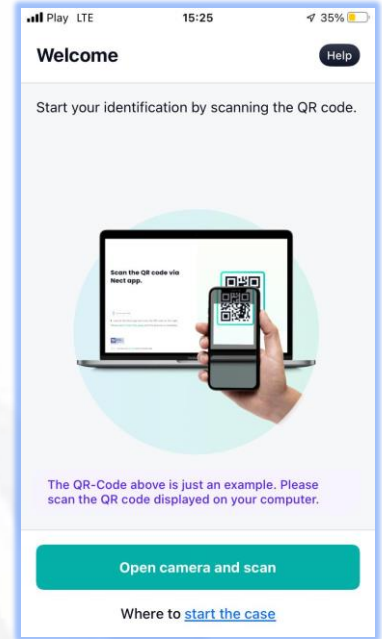 Play LTE 15:25 35%
Welcome
Help
Start your identification by scanning the QR code.
Scan the QR code via
Nect app.
The QR-Code above is just an example. Please
scan the QR code displayed on your computer.
Open camera and scan
Where to start the case